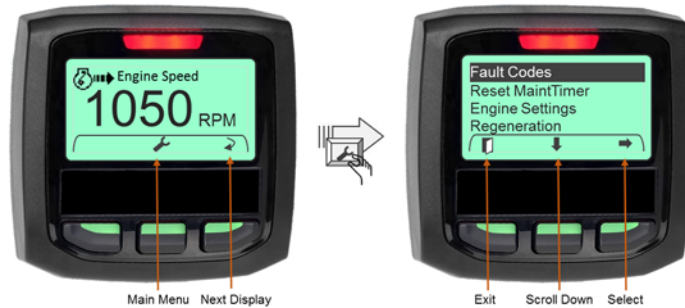 Engine Speed
1050 RPM
Fault Codes
Reset MaintTimer
Engine Settings
Regeneration
Main Menu Next Display
Exit Scroll Down Select